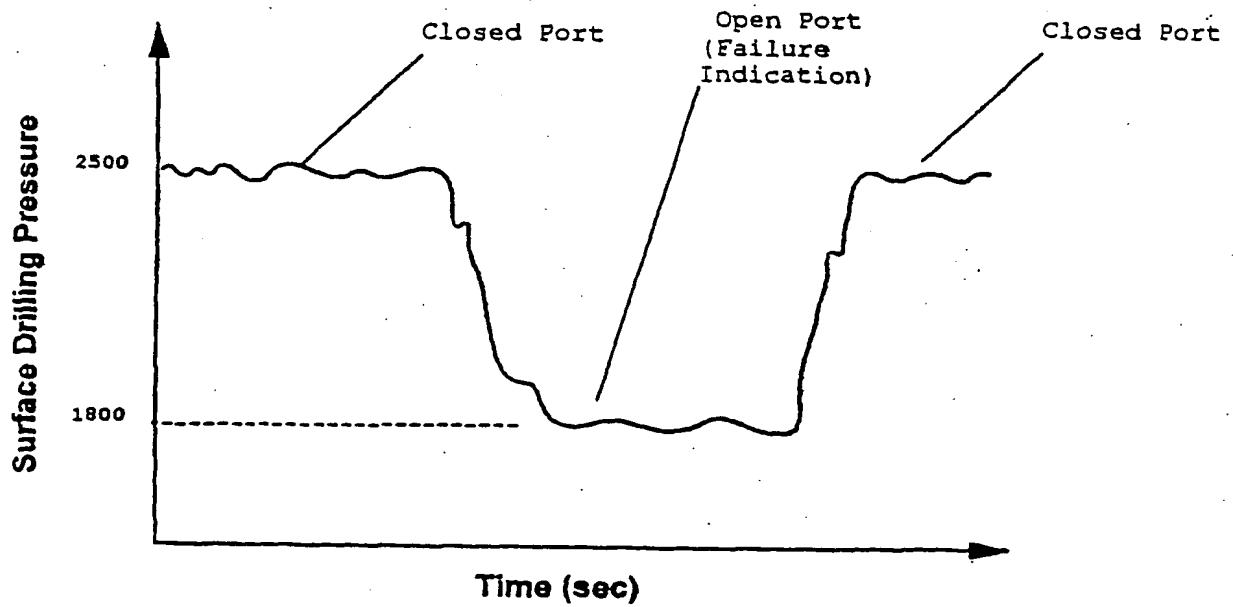 Closed Port
Open Port
(Failure
Indication)
Closed Port
2500
1800
Surface Drilling Pressure
Time (sec)